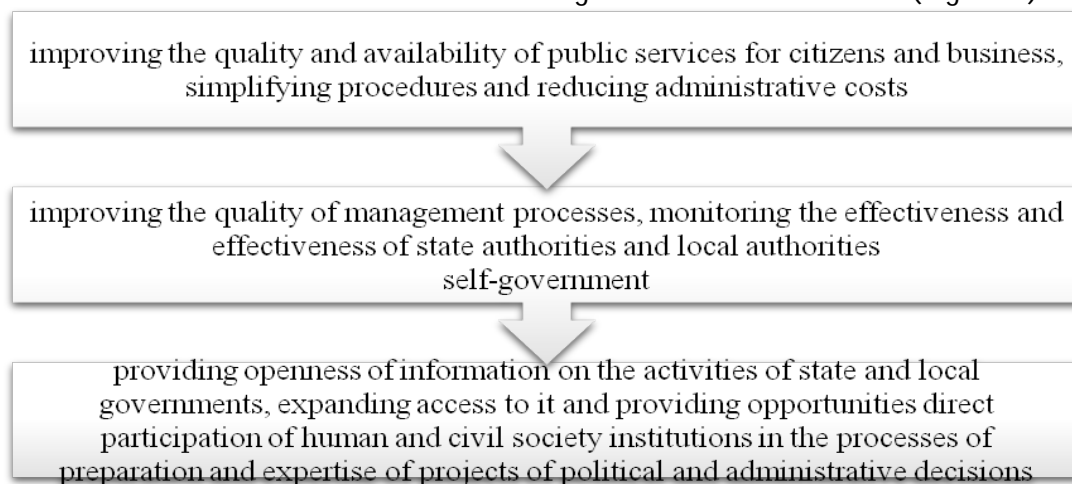 improving the quality and availability of public services for citizens and business,
simplifying procedures and reducing administrative costs
improving the quality of management processes, monitoring the effectiveness and
effectiveness of state authorities and local authorities
self-government
providing openness of information on the activities of state and local
governments, expanding access to it and providing opportunities direct
participation of human and civil society institutions in the processes of
preparation and expertise of projects of political and administrative decisions